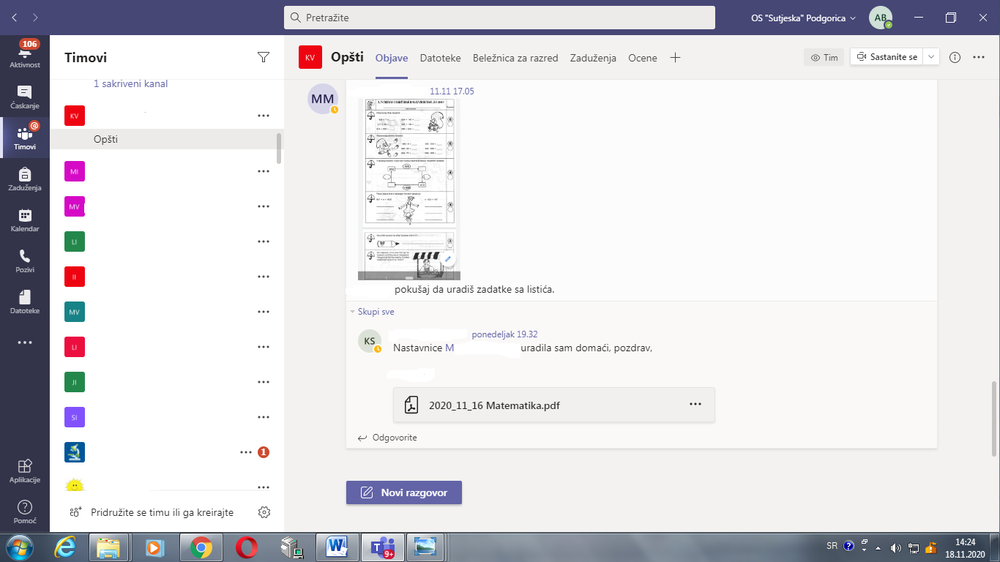 Pretražite
OS "Sutjeska" Podgorica
AB
106
Aktivnost
Ćaskanje
@
Timovi
Zaduženja
Kalendar
Pozivi
Datoteke
Aplikacije
Pomoć
Timovi
1 sakriveni kanal
KV
Opšti
MI
MV
LI
II
MV
LI
JI
SI
1
Pridružite se timu ili ga kreirajte
KV
Opšti
Objave
Datoteke
Beležnica za razred
Zaduženja
Ocene
Tim
Sastanite se
MM
11.11 17.05
pokušaj da uradiš zadatke sa listića.
Skupi sve
KS
ponedeljak 19.32
Nastavnice M uradila sam domaći, pozdrav,
2020_11_16 Matematika.pdf
Odgovorite
Novi razgovor
9+
SR
14:24
18.11.2020